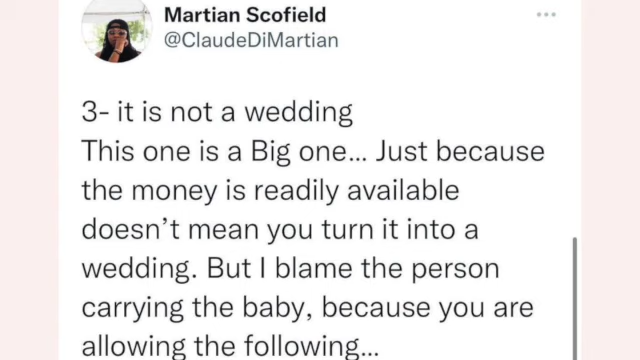 Martian Scofield
@ClaudeDiMartian
3- it is not a wedding
This one is a Big one... Just because
the money is readily available
doesn’t mean you turn it into a
wedding. But I blame the person
carrying the baby, because you are
allowing the following...